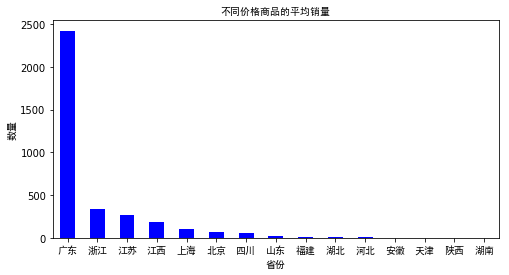 不同价格商品的平均销量
2500
2000
1500
1000
500
0
数量
广东 浙江 江苏 江西 上海 北京 四川 山东 福建 湖北 河北 安徽 天津 陕西 湖南
省份